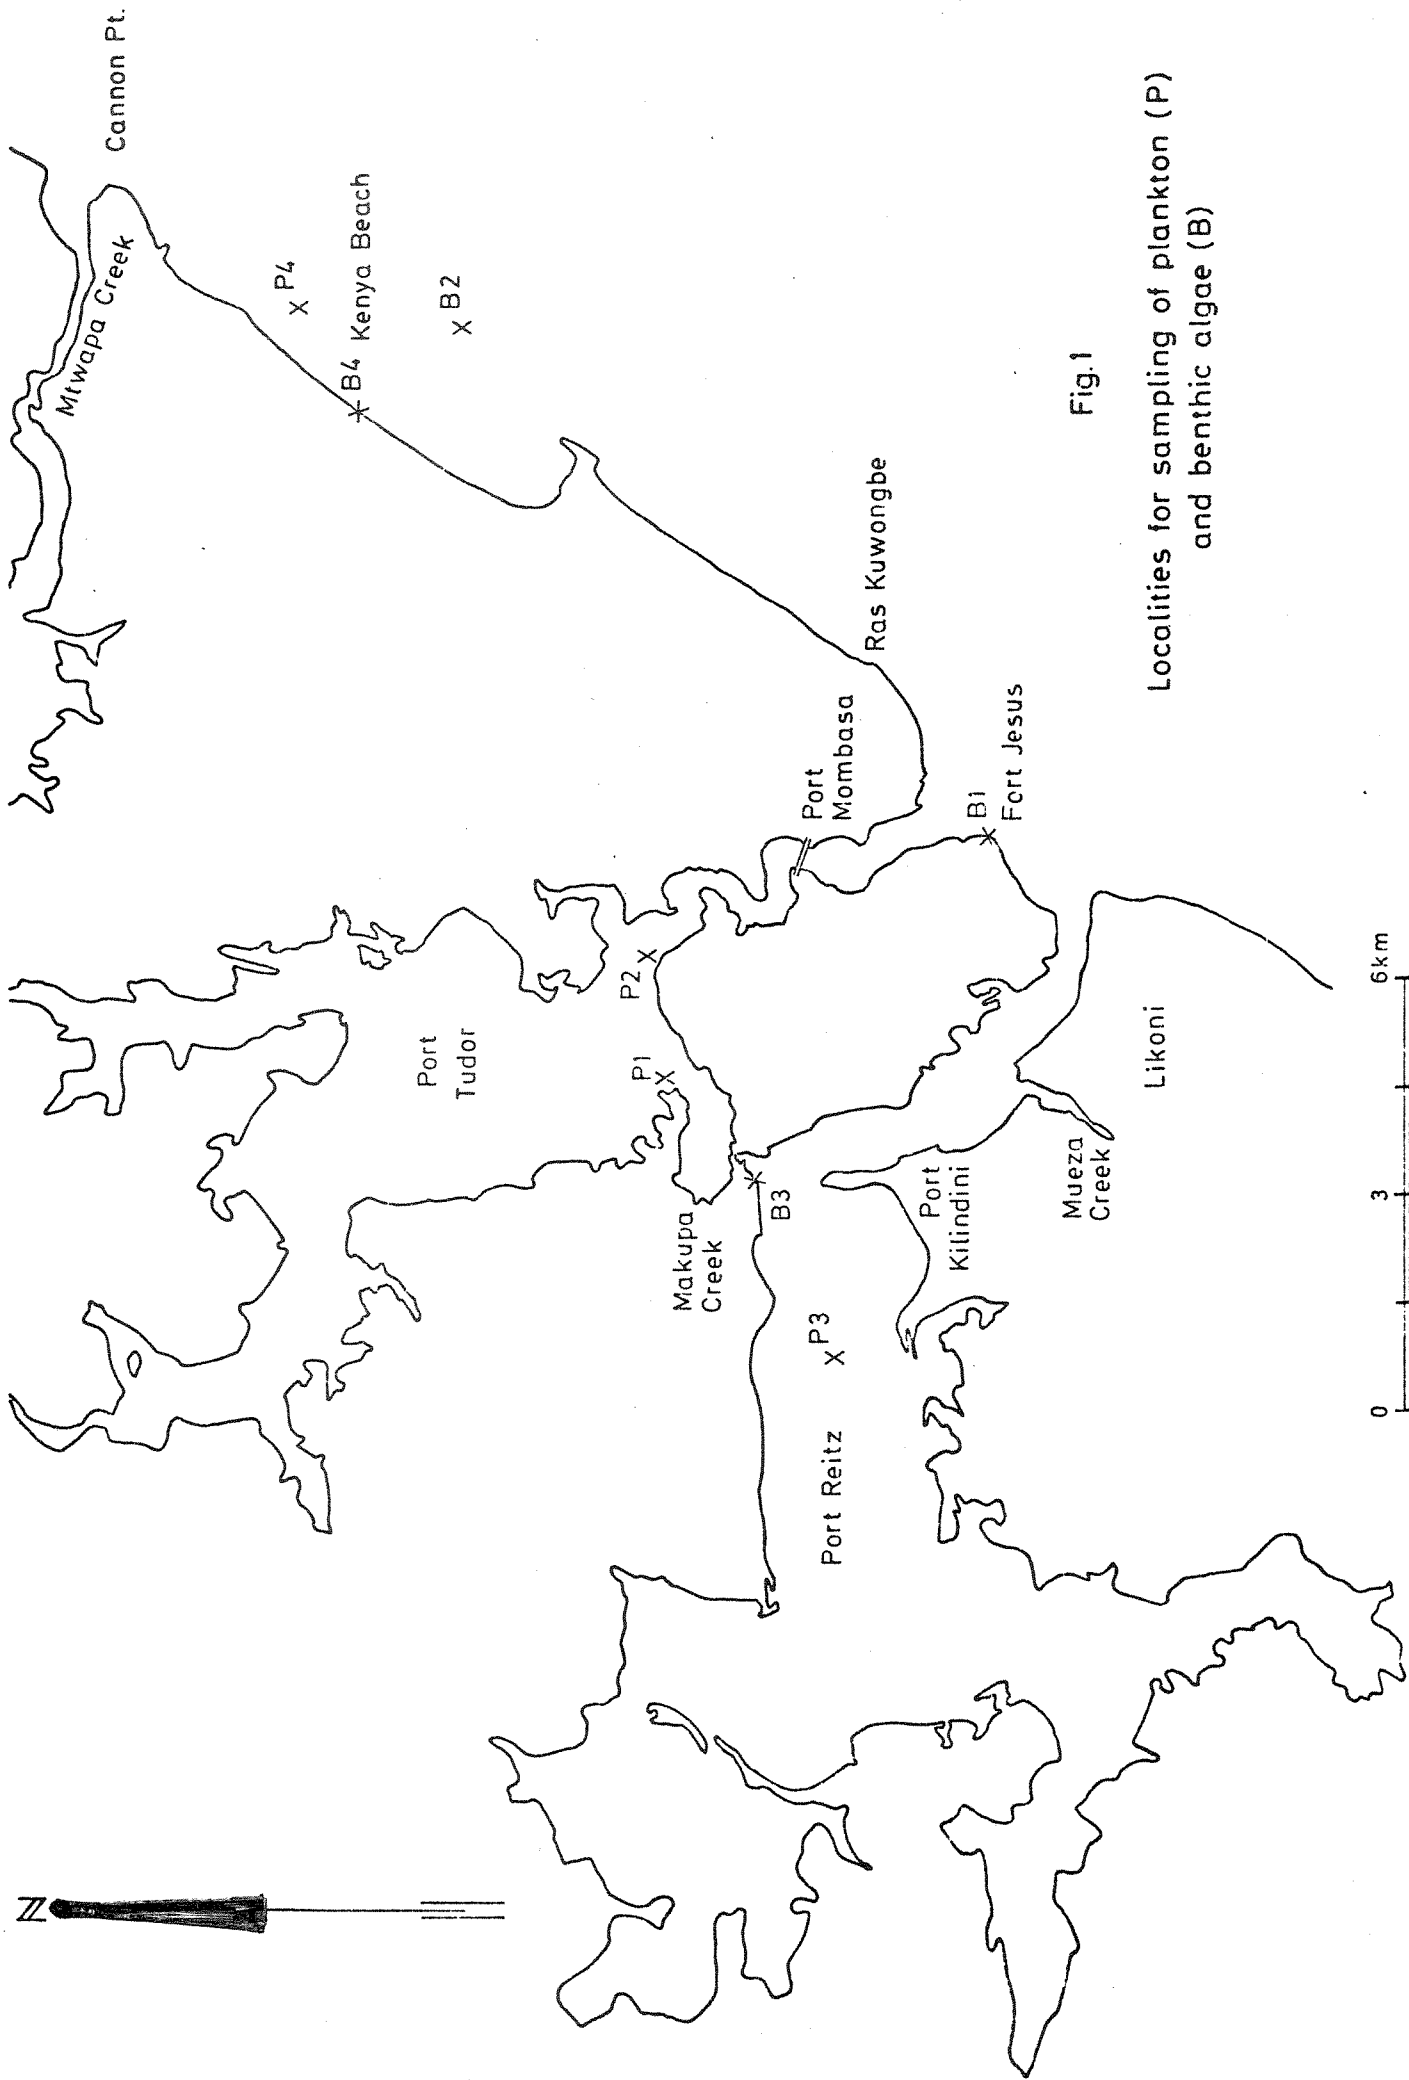 N
Cannon Pt.
Mtwapa Creek
P4
B4 Kenya Beach
B2
Ras Kuwongbe
Port
Mombasa
B1
Fort Jesus
P2
P1
Port
Tudor
Makupa
Creek
B3
Port
Kilindini
Mueza
Creek
Likoni
P3
Port Reitz
0 3 6km
Fig.1
Localities for sampling of plankton (P)
and benthic algae (B)